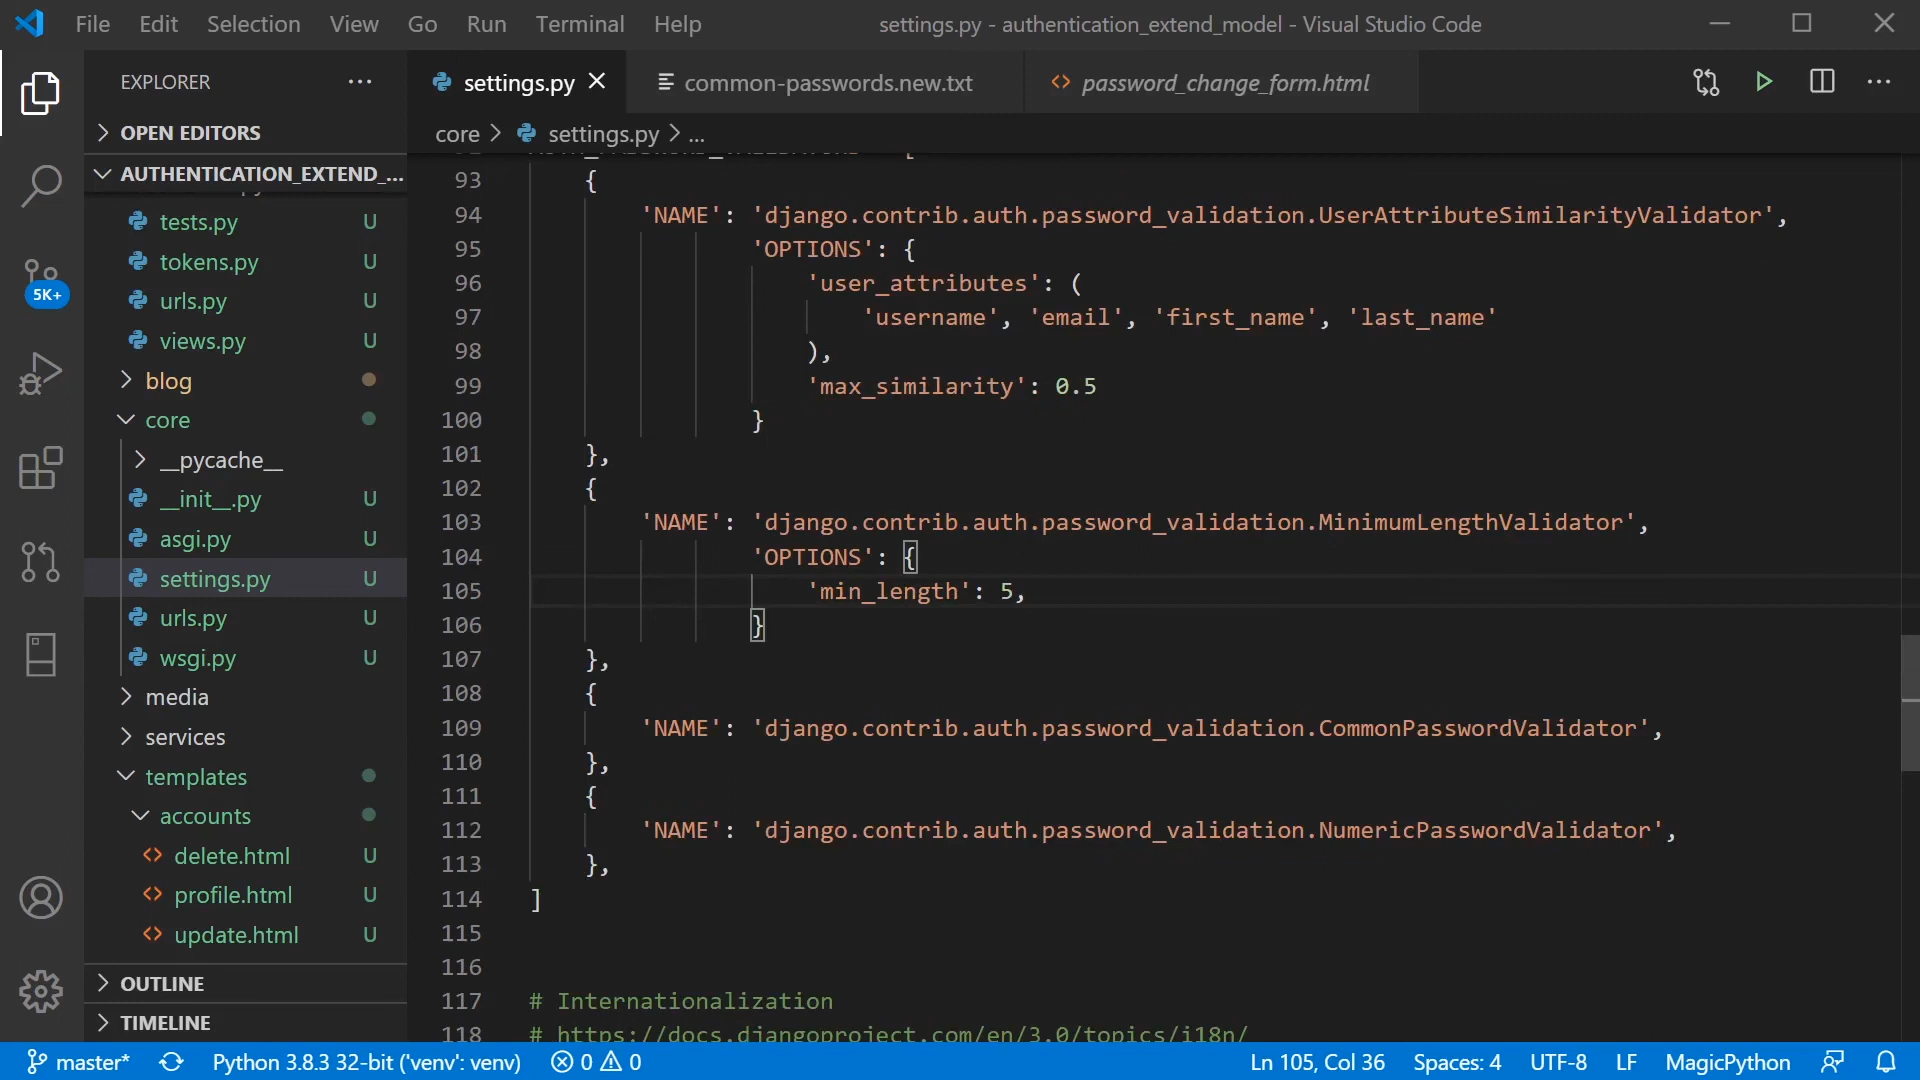 File Edit Selection View Go Run Terminal Help settings.py - authentication_extend_model - Visual Studio Code
EXPLORER ...
OPEN EDITORS
AUTHENTICATION_EXTEND_...
tests.py U
tokens.py U
urls.py U
views.py U
blog
core
__pycache__
__init__.py U
asgi.py U
settings.py U
urls.py U
wsgi.py U
media
services
templates
accounts
delete.html U
profile.html U
update.html U
OUTLINE
TIMELINE
5K+
settings.py common-passwords.new.txt password_change_form.html
core > settings.py > ...
93 {
94 'NAME': 'django.contrib.auth.password_validation.UserAttributeSimilarityValidator',
95 'OPTIONS': {
96 'user_attributes': (
97 'username', 'email', 'first_name', 'last_name'
98 ),
99 'max_similarity': 0.5
100 }
101 },
102 {
103 'NAME': 'django.contrib.auth.password_validation.MinimumLengthValidator',
104 'OPTIONS': {
105 'min_length': 5,
106 }
107 },
108 {
109 'NAME': 'django.contrib.auth.password_validation.CommonPasswordValidator',
110 },
111 {
112 'NAME': 'django.contrib.auth.password_validation.NumericPasswordValidator',
113 },
114 ]
115
116
117 # Internationalization
118 # https://docs.djangoproject.com/en/3.0/topics/i18n/
master* Python 3.8.3 32-bit ('venv': venv) 0 0 Ln 105, Col 36 Spaces: 4 UTF-8 LF MagicPython